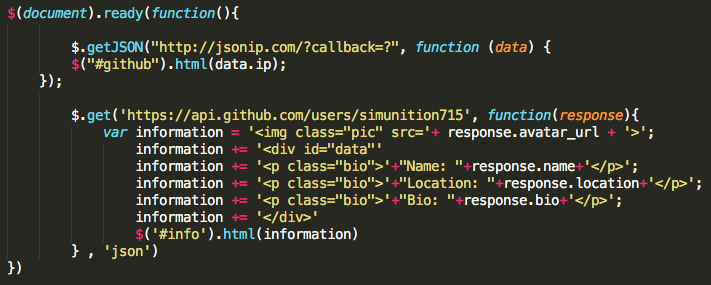 $(document).ready(function(){
$.getJSON("http://jsonip.com/?callback=?", function (data) {
$("#github").html(data.ip);
});
$.get('https://api.github.com/users/simunition715', function(response){
var information = '<img class="pic" src='+ response.avatar_url + '>';
information += '<div id="data"'
information += '<p class="bio">'+"Name: "+response.name+'</p>';
information += '<p class="bio">'+"Location: "+response.location+'</p>';
information += '<p class="bio">'+"Bio: "+response.bio+'</p>';
information += '</div>'
$('#info').html(information)
} , 'json')
})